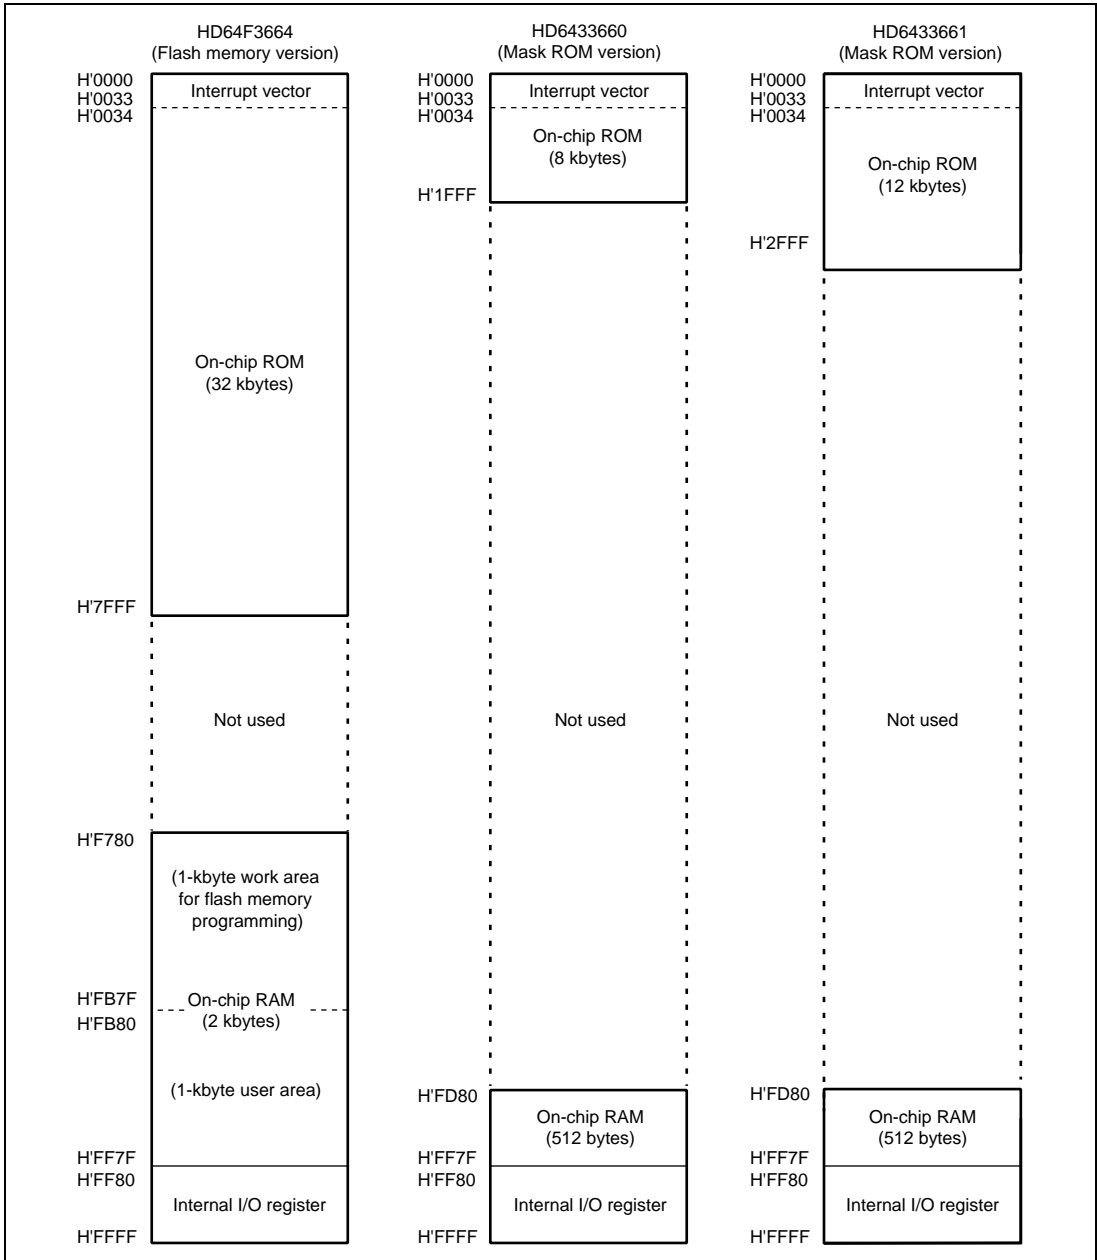 HD64F3664
(Flash memory version)
H'0000
H'0033
H'0034
Interrupt vector
On-chip ROM
(32 kbytes)
H'7FFF
Not used
H'F780
(1-kbyte work area
for flash memory
programming)
H'FB7F
H'FB80
On-chip RAM
(2 kbytes)
(1-kbyte user area)
H'FF7F
H'FF80
Internal I/O register
H'FFFF
HD6433660
(Mask ROM version)
H'0000
H'0033
H'0034
Interrupt vector
On-chip ROM
(8 kbytes)
H'1FFF
Not used
H'FD80
On-chip RAM
(512 bytes)
H'FF7F
H'FF80
Internal I/O register
H'FFFF
HD6433661
(Mask ROM version)
H'0000
H'0033
H'0034
Interrupt vector
On-chip ROM
(12 kbytes)
H'2FFF
Not used
H'FD80
On-chip RAM
(512 bytes)
H'FF7F
H'FF80
Internal I/O register
H'FFFF